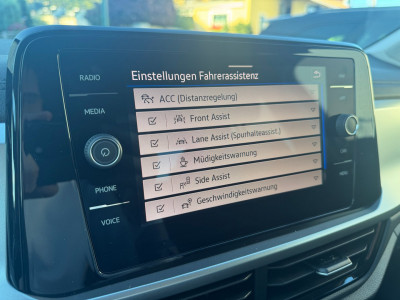 RADIO
MEDIA
PHONE
VOICE
Einstellungen Fahrerassistenz
ACC (Distanzregelung)
Front Assist
Lane Assist (Spurhalteassist.)
Müdigkeitswarnung
Side Assist
Geschwindigkeitswarnung